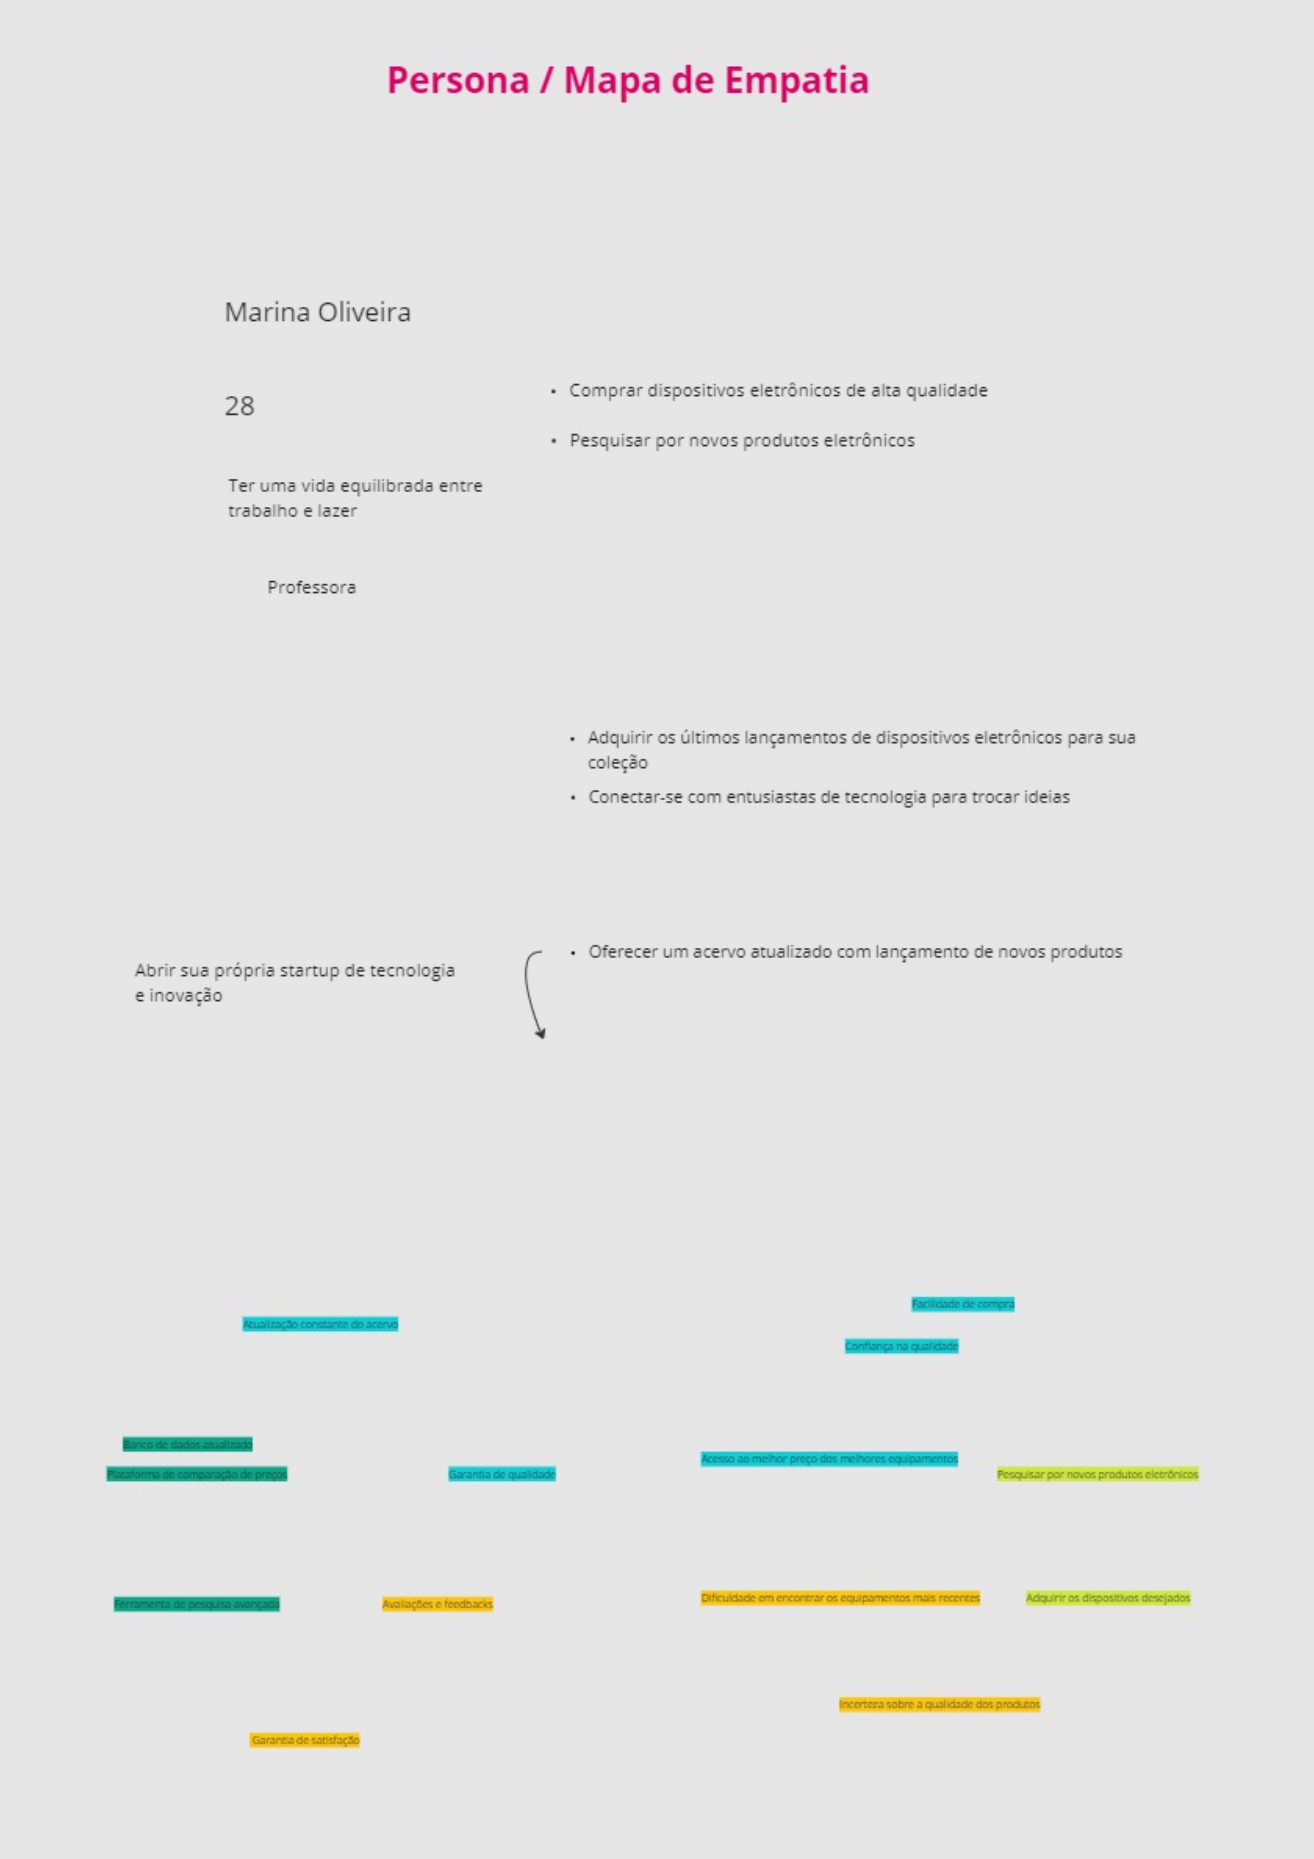 Persona / Mapa de Empatia
Marina Oliveira
28
• Comprar dispositivos eletrônicos de alta qualidade
• Pesquisar por novos produtos eletrônicos
Ter uma vida equilibrada entre
trabalho e lazer
Professora
• Adquirir os últimos lançamentos de dispositivos eletrônicos para sua
coleção
• Conectar-se com entusiastas de tecnologia para trocar ideias
Abrir sua própria startup de tecnologia
e inovação
• Oferecer um acervo atualizado com lançamento de novos produtos
Atualização constante do acervo
Banco de dados atualizado
Plataforma de comparação de preços
Garantia de qualidade
Ferramenta de pesquisa avançada
Avaliações e feedbacks
Garantia de satisfação
Facilidade de compra
Confiança na qualidade
Acesso ao melhor preço dos melhores equipamentos
Pesquisar por novos produtos eletrônicos
Dificuldade em encontrar os equipamentos mais recentes
Adquirir os dispositivos desejados
Incerteza sobre a qualidade dos produtos